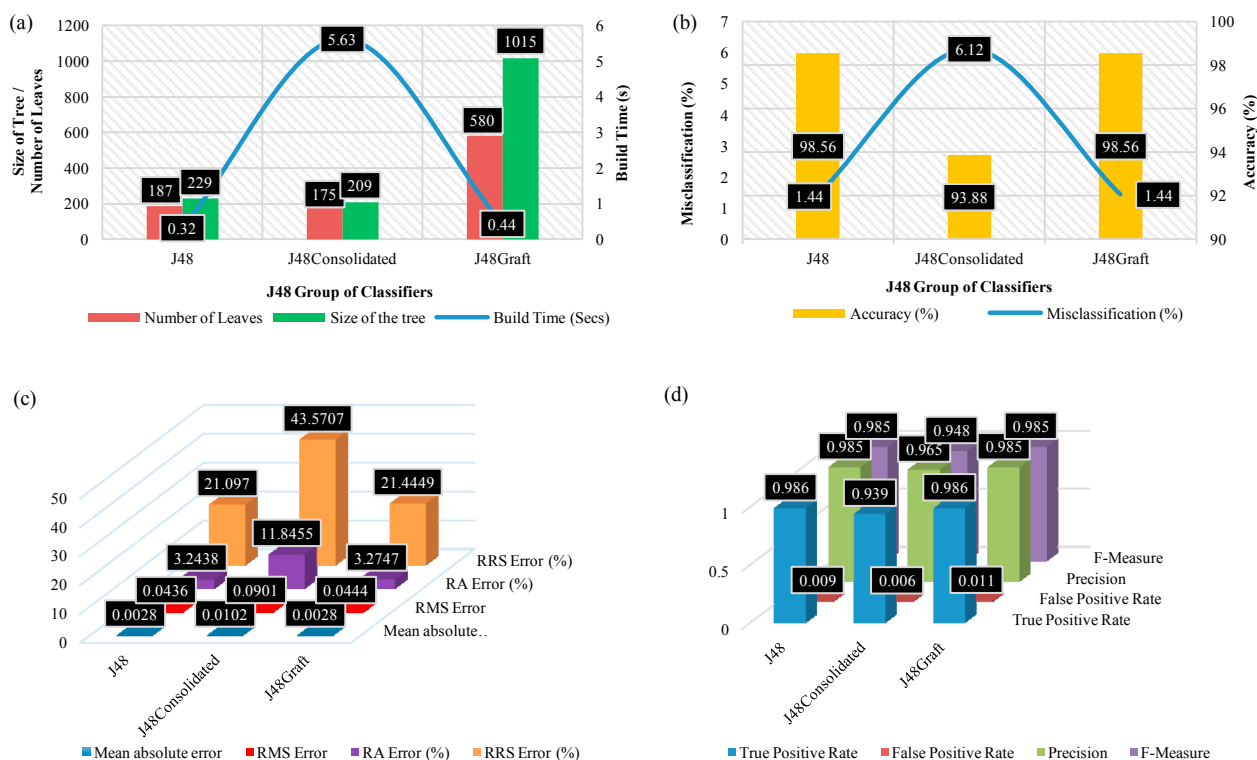 (a)
1200
1000
800
600
400
200
0
Size of Tree /
Number of Leaves
6
5
4
3
2
1
0
Build Time (s)
187
229
0.32
5.63
175
209
580
1015
0.44
J48
J48Consolidated
J48Graft
J48 Group of Classifiers
Number of Leaves
Size of the tree
Build Time (Secs)
(b)
7
6
5
4
3
2
1
0
Misclassification (%)
100
98
96
94
92
90
Accuracy (%)
98.56
1.44
6.12
93.88
98.56
1.44
J48
J48Consolidated
J48Graft
J48 Group of Classifiers
Accuracy (%)
Misclassification (%)
(c)
50
40
30
20
10
0
21.097
43.5707
21.4449
3.2438
11.8455
3.2747
0.0436
0.0901
0.0444
0.0028
0.0102
0.0028
RRS Error (%)
RA Error (%)
RMS Error
Mean absolute..
J48
J48Consolidated
J48Graft
Mean absolute error
RMS Error
RA Error (%)
RRS Error (%)
(d)
1
0.5
0
0.985
0.948
0.985
0.985
0.965
0.985
0.986
0.939
0.986
0.009
0.006
0.011
F-Measure
Precision
False Positive Rate
True Positive Rate
J48
J48Consolidated
J48Graft
True Positive Rate
False Positive Rate
Precision
F-Measure